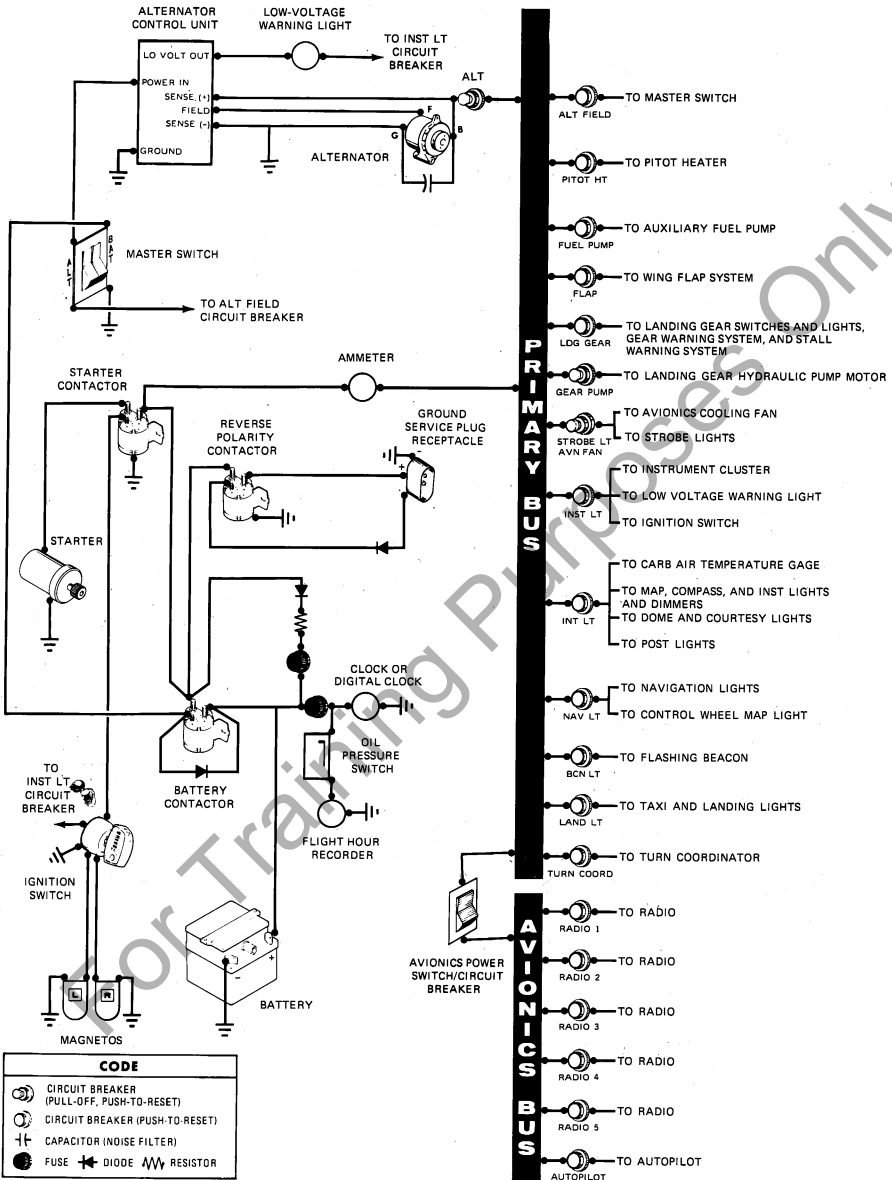 ALTERNATOR
CONTROL UNIT
LOW-VOLTAGE
WARNING LIGHT
LO VOLT OUT
TO INST LT
CIRCUIT
BREAKER
POWER IN
SENSE (+)
FIELD
SENSE (-)
GROUND
ALT
F
G
B
C
ALTERNATOR
BAT
ALT
MASTER SWITCH
TO ALT FIELD
CIRCUIT BREAKER
STARTER
CONTACTOR
AMMETER
REVERSE
POLARITY
CONTACTOR
GROUND
SERVICE PLUG
RECEPTACLE
-
+
STARTER
CLOCK OR
DIGITAL CLOCK
OIL
PRESSURE
SWITCH
BATTERY
CONTACTOR
FLIGHT HOUR
RECORDER
TO
INST LT
CIRCUIT
BREAKER
IGNITION
SWITCH
L
R
MAGNETOS
-
+
BATTERY
PRIMARY BUS
ALT FIELD
TO MASTER SWITCH
PITOT HT
TO PITOT HEATER
FUEL PUMP
TO AUXILIARY FUEL PUMP
FLAP
TO WING FLAP SYSTEM
LDG GEAR
TO LANDING GEAR SWITCHES AND LIGHTS,
GEAR WARNING SYSTEM, AND STALL
WARNING SYSTEM
GEAR PUMP
TO LANDING GEAR HYDRAULIC PUMP MOTOR
STROBE LT
AVN FAN
TO AVIONICS COOLING FAN
TO STROBE LIGHTS
INST LT
TO INSTRUMENT CLUSTER
TO LOW VOLTAGE WARNING LIGHT
TO IGNITION SWITCH
INT LT
TO CARB AIR TEMPERATURE GAGE
TO MAP, COMPASS, AND INST LIGHTS
AND DIMMERS
TO DOME AND COURTESY LIGHTS
TO POST LIGHTS
NAV LT
TO NAVIGATION LIGHTS
TO CONTROL WHEEL MAP LIGHT
BCN LT
TO FLASHING BEACON
LAND LT
TO TAXI AND LANDING LIGHTS
TURN COORD
TO TURN COORDINATOR
AVIONICS POWER
SWITCH/CIRCUIT
BREAKER
AVIONICS BUS
RADIO 1
TO RADIO
RADIO 2
TO RADIO
RADIO 3
TO RADIO
RADIO 4
TO RADIO
RADIO 5
TO RADIO
AUTOPILOT
TO AUTOPILOT
CODE
CIRCUIT BREAKER
(PULL-OFF, PUSH-TO-RESET)
CIRCUIT BREAKER (PUSH-TO-RESET)
CAPACITOR (NOISE FILTER)
FUSE DIODE RESISTOR
For Training Purposes Only